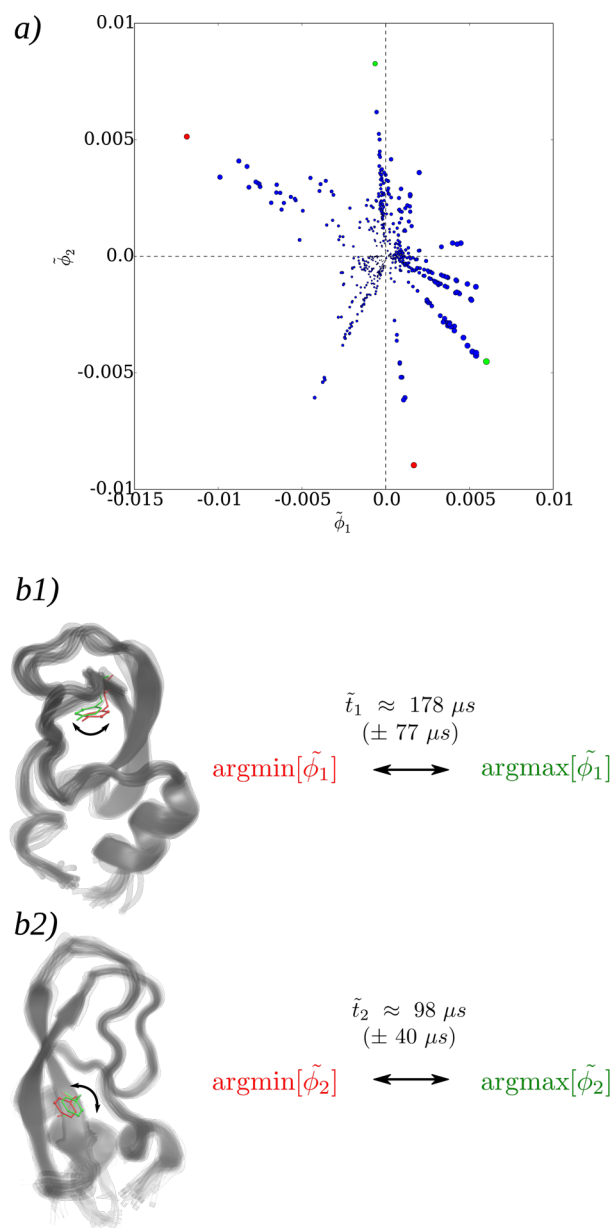 a)
0.01
0.005
0.0
-0.005
-0.01
ϕ̃₂
-0.015
-0.01
-0.005
0.0
0.005
0.01
ϕ̃₁
b1)
t̃₁ ≈ 178 μs
(± 77 μs)
argmin[ϕ̃₁] argmax[ϕ̃₁]
b2)
t̃₂ ≈ 98 μs
(± 40 μs)
argmin[ϕ̃₂] argmax[ϕ̃₂]